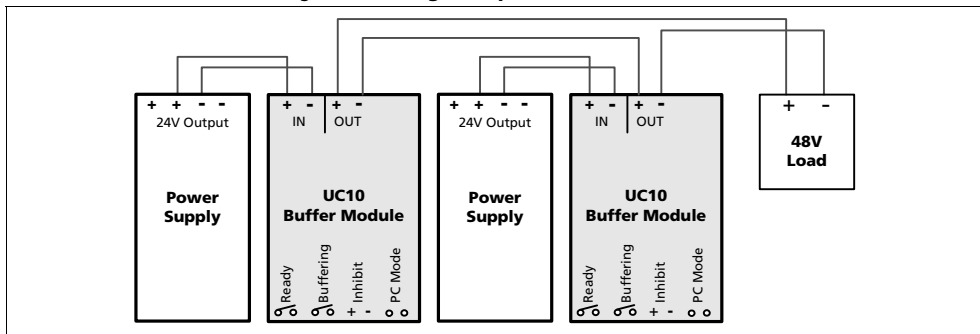 + + - -
24V Output
Power
Supply
+ - + -
IN OUT
UC10
Buffer Module
Ready
Buffering
+ - Inhibit
PC Mode
+ + - -
24V Output
Power
Supply
+ - + -
IN OUT
UC10
Buffer Module
Ready
Buffering
+ - Inhibit
PC Mode
+ -
48V
Load